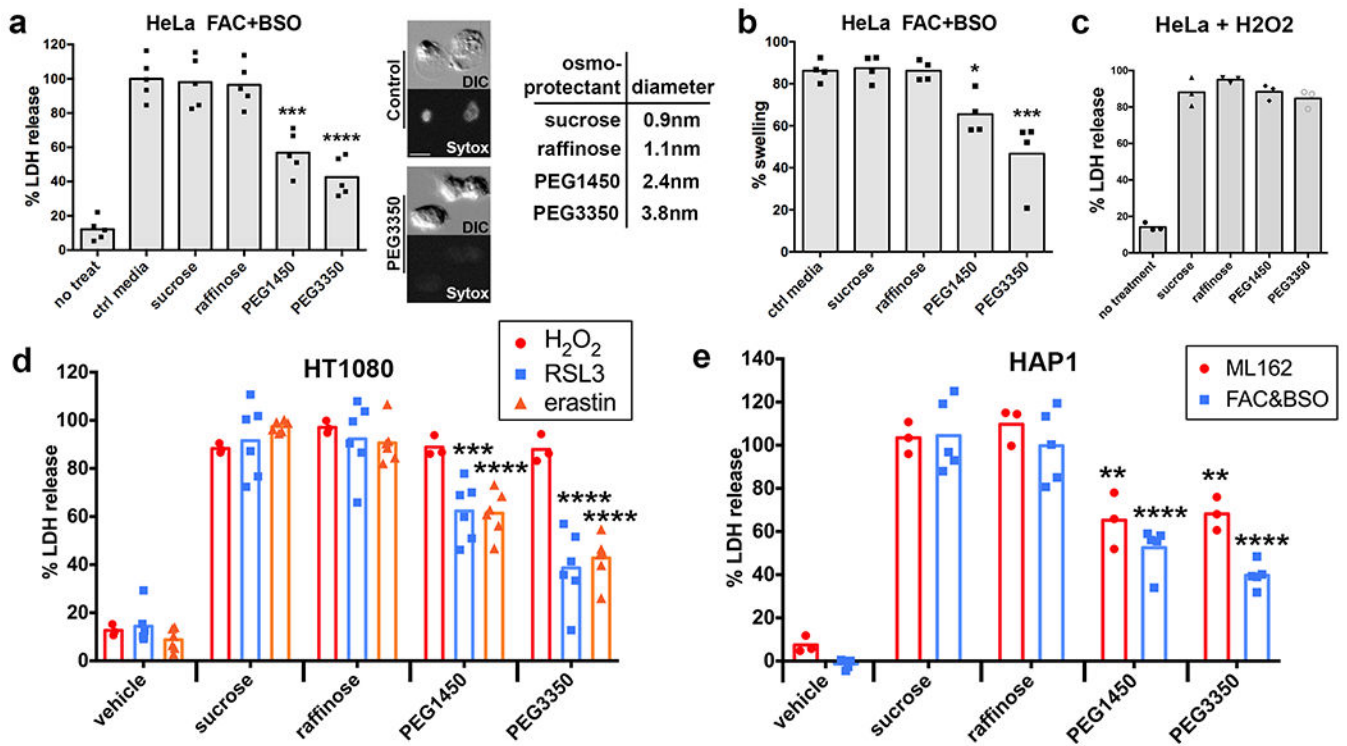 a
HeLa FAC+BSO
% LDH release
120
100
80
60
40
20
0
***
****
no treat
ctrl media
sucrose
raffinose
PEG1450
PEG3350
Control
DIC
Sytox
PEG3350
DIC
Sytox
osmo-
protectant diameter
sucrose 0.9nm
raffinose 1.1nm
PEG1450 2.4nm
PEG3350 3.8nm
b
HeLa FAC+BSO
% swelling
100
80
60
40
20
0
*
***
ctrl media
sucrose
raffinose
PEG1450
PEG3350
c
HeLa + H2O2
% LDH release
100
80
60
40
20
0
no treatment
sucrose
raffinose
PEG1450
PEG3350
d
HT1080
H₂O₂
RSL3
erastin
% LDH release
120
100
80
60
40
20
0
***
****
****
****
vehicle
sucrose
raffinose
PEG1450
PEG3350
e
HAP1
ML162
FAC&BSO
% LDH release
140
120
100
80
60
40
20
0
**
****
**
****
vehicle
sucrose
raffinose
PEG1450
PEG3350